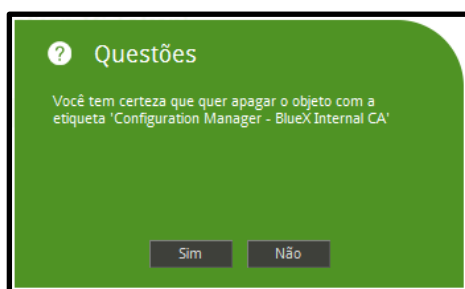 Questões
Você tem certeza que quer apagar o objeto com a
etiqueta 'Configuration Manager - BlueX Internal CA'
Sim
Não